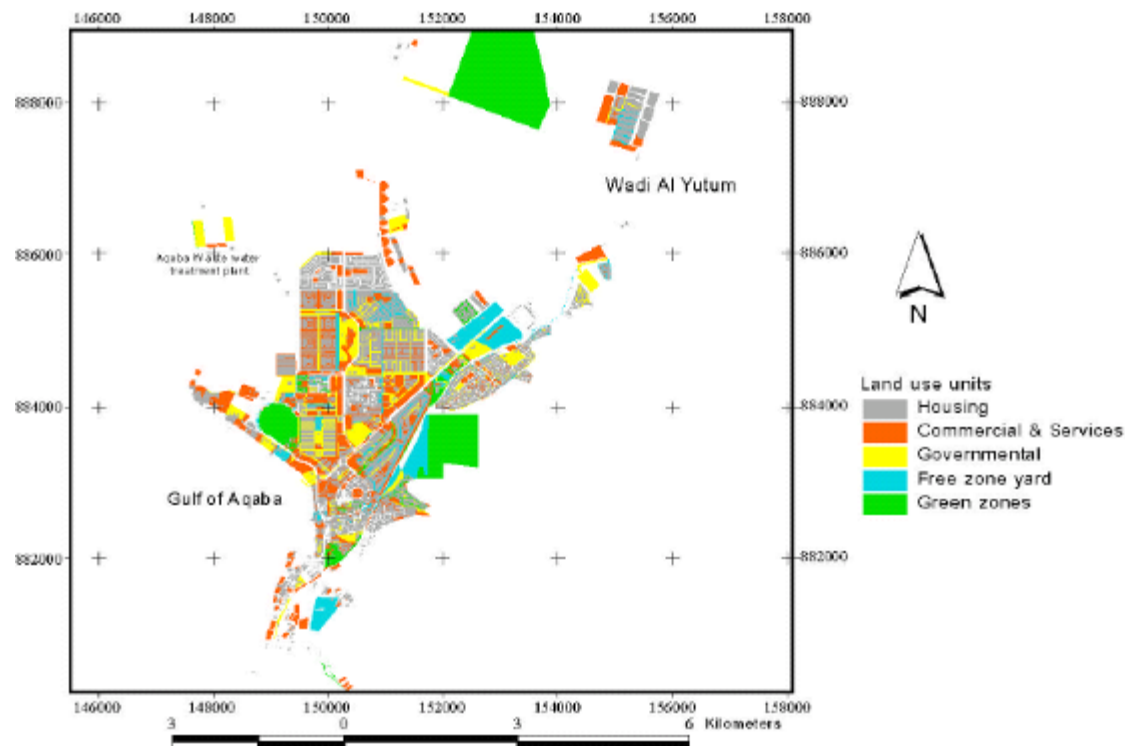 146000 148000 150000 152000 154000 156000 158000
888000 888000
Wadi Al Yutum
886000 886000
Aqaba Waste water
treatment plant
N
Land use units
Housing
Commercial & Services
Governmental
Free zone yard
Green zones
884000 884000
Gulf of Aqaba
882000 882000
146000 148000 150000 152000 154000 156000 158000
3 0 3 6 Kilometers